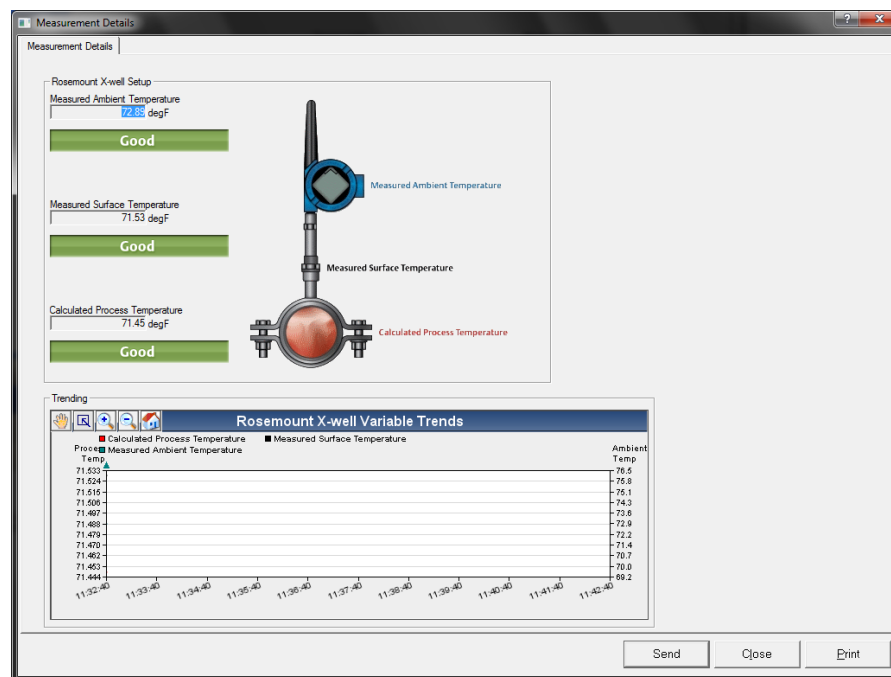 Measurement Details
Measurement Details
Rosemount X-well Setup
Measured Ambient Temperature
72.89 degF
Good
Measured Ambient Temperature
Measured Surface Temperature
71.53 degF
Good
Measured Surface Temperature
Calculated Process Temperature
71.45 degF
Good
Calculated Process Temperature
Trending
Rosemount X-well Variable Trends
Calculated Process Temperature Measured Surface Temperature
Measured Ambient Temperature
Temp
Ambient
Temp
71.533 76.5
71.524 75.8
71.515 75.1
71.506 74.3
71.497 73.6
71.488 72.9
71.479 72.2
71.470 71.4
71.462 70.7
71.453 70.0
71.444 69.2
11:32:40 11:33:40 11:34:40 11:35:40 11:36:40 11:37:40 11:38:40 11:39:40 11:40:40 11:41:40 11:42:40
Send Close Print